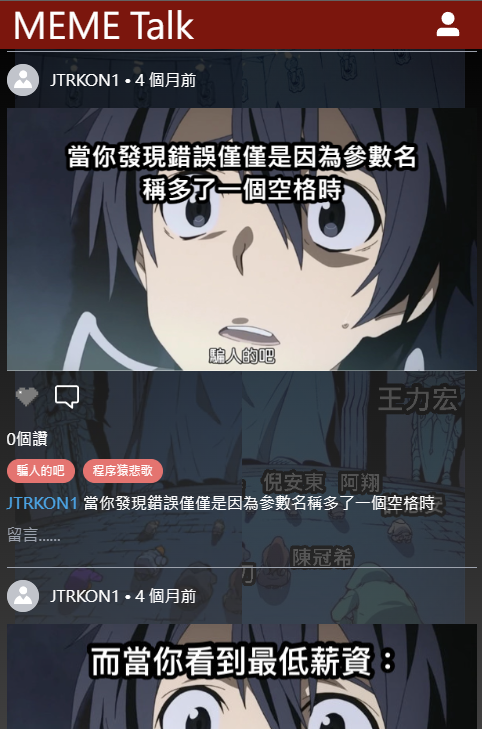 MEME Talk
JTRKON1 • 4 個月前
當你發現錯誤僅僅是因為參數名
稱多了一個空格時
騙人的吧
王力宏
0個讚
騙人的吧 程序猿悲歌
倪安東 阿翔
JTRKON1 當你發現錯誤僅僅是因為參數名稱多了一個空格時
留言......
陳冠希
刀
JTRKON1 • 4 個月前
而當你看到最低薪資：